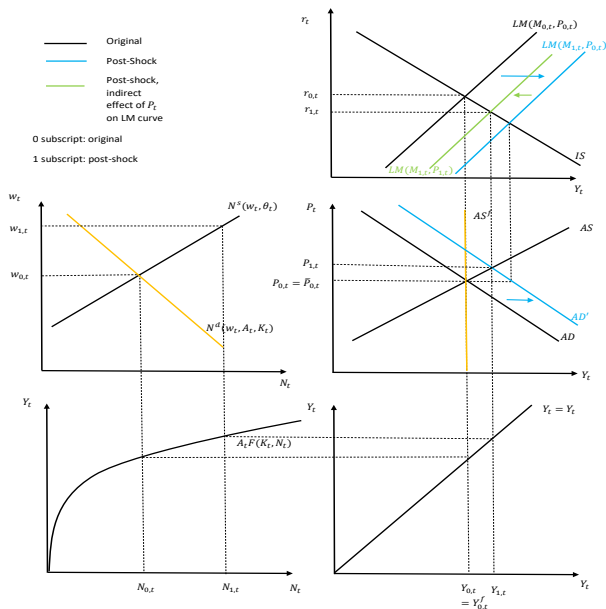 Original
Post-Shock
Post-shock,
indirect
effect of P_t
on LM curve
0 subscript: original
1 subscript: post-shock
r_t
LM(M_{0,t}, P_{0,t})
LM(M_{1,t}, P_{0,t})
r_{0,t}
r_{1,t}
LM(M_{1,t}, P_{1,t})
IS
Y_t
w_t
N^s(w_t, θ_t)
w_{1,t}
w_{0,t}
N^d(w_t, A_t, K_t)
N_t
P_t
AS^f
AS
P_{1,t}
P_{0,t} = P̄_{0,t}
AD'
AD
Y_t
Y_t
A_tF(K_t, N_t)
N_{0,t}
N_{1,t}
N_t
Y_t
Y_t = Y_t
Y_{0,t}
Y_{1,t}
Y_t
= Y^f_{0,t}